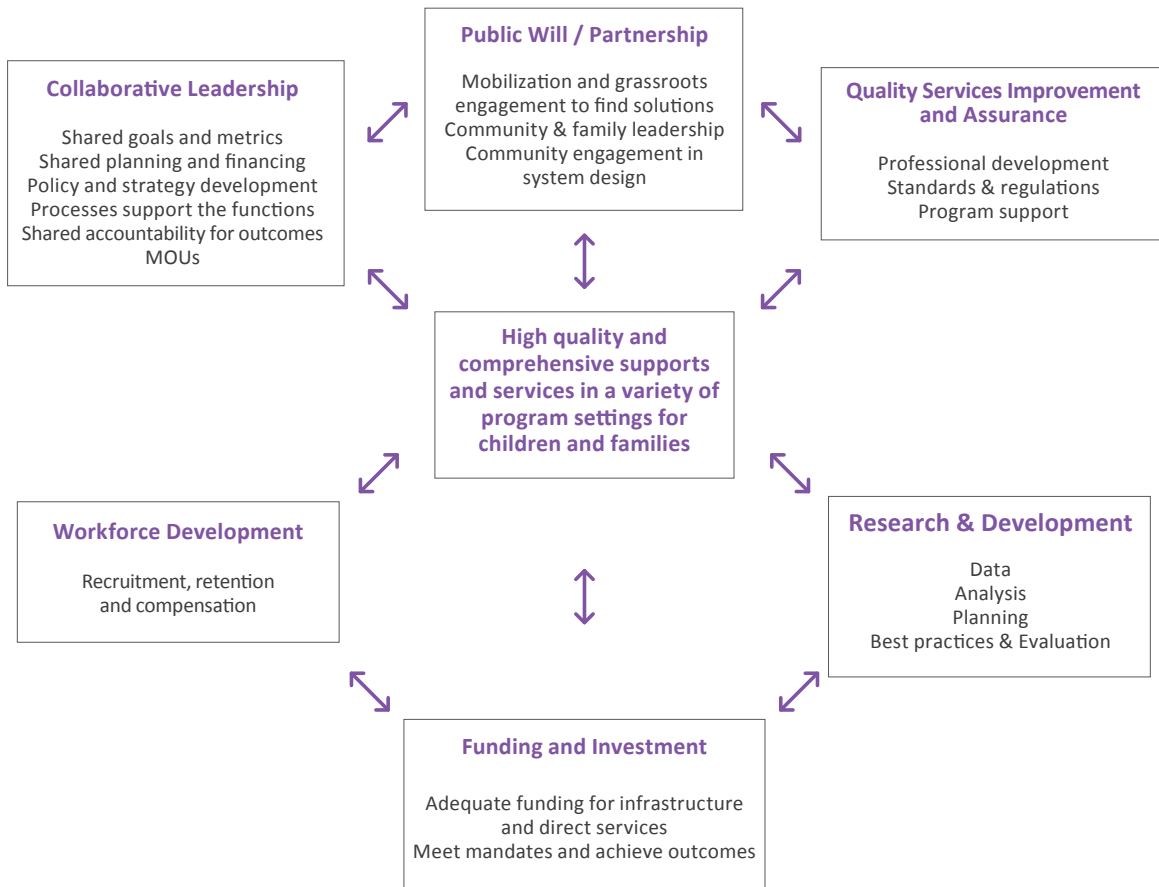 Public Will / Partnership
Mobilization and grassroots
engagement to find solutions
Community & family leadership
Community engagement in
system design
Collaborative Leadership
Shared goals and metrics
Shared planning and financing
Policy and strategy development
Processes support the functions
Shared accountability for outcomes
MOUs
Quality Services Improvement
and Assurance
Professional development
Standards & regulations
Program support
High quality and
comprehensive supports
and services in a variety of
program settings for
children and families
Workforce Development
Recruitment, retention
and compensation
Research & Development
Data
Analysis
Planning
Best practices & Evaluation
Funding and Investment
Adequate funding for infrastructure
and direct services
Meet mandates and achieve outcomes